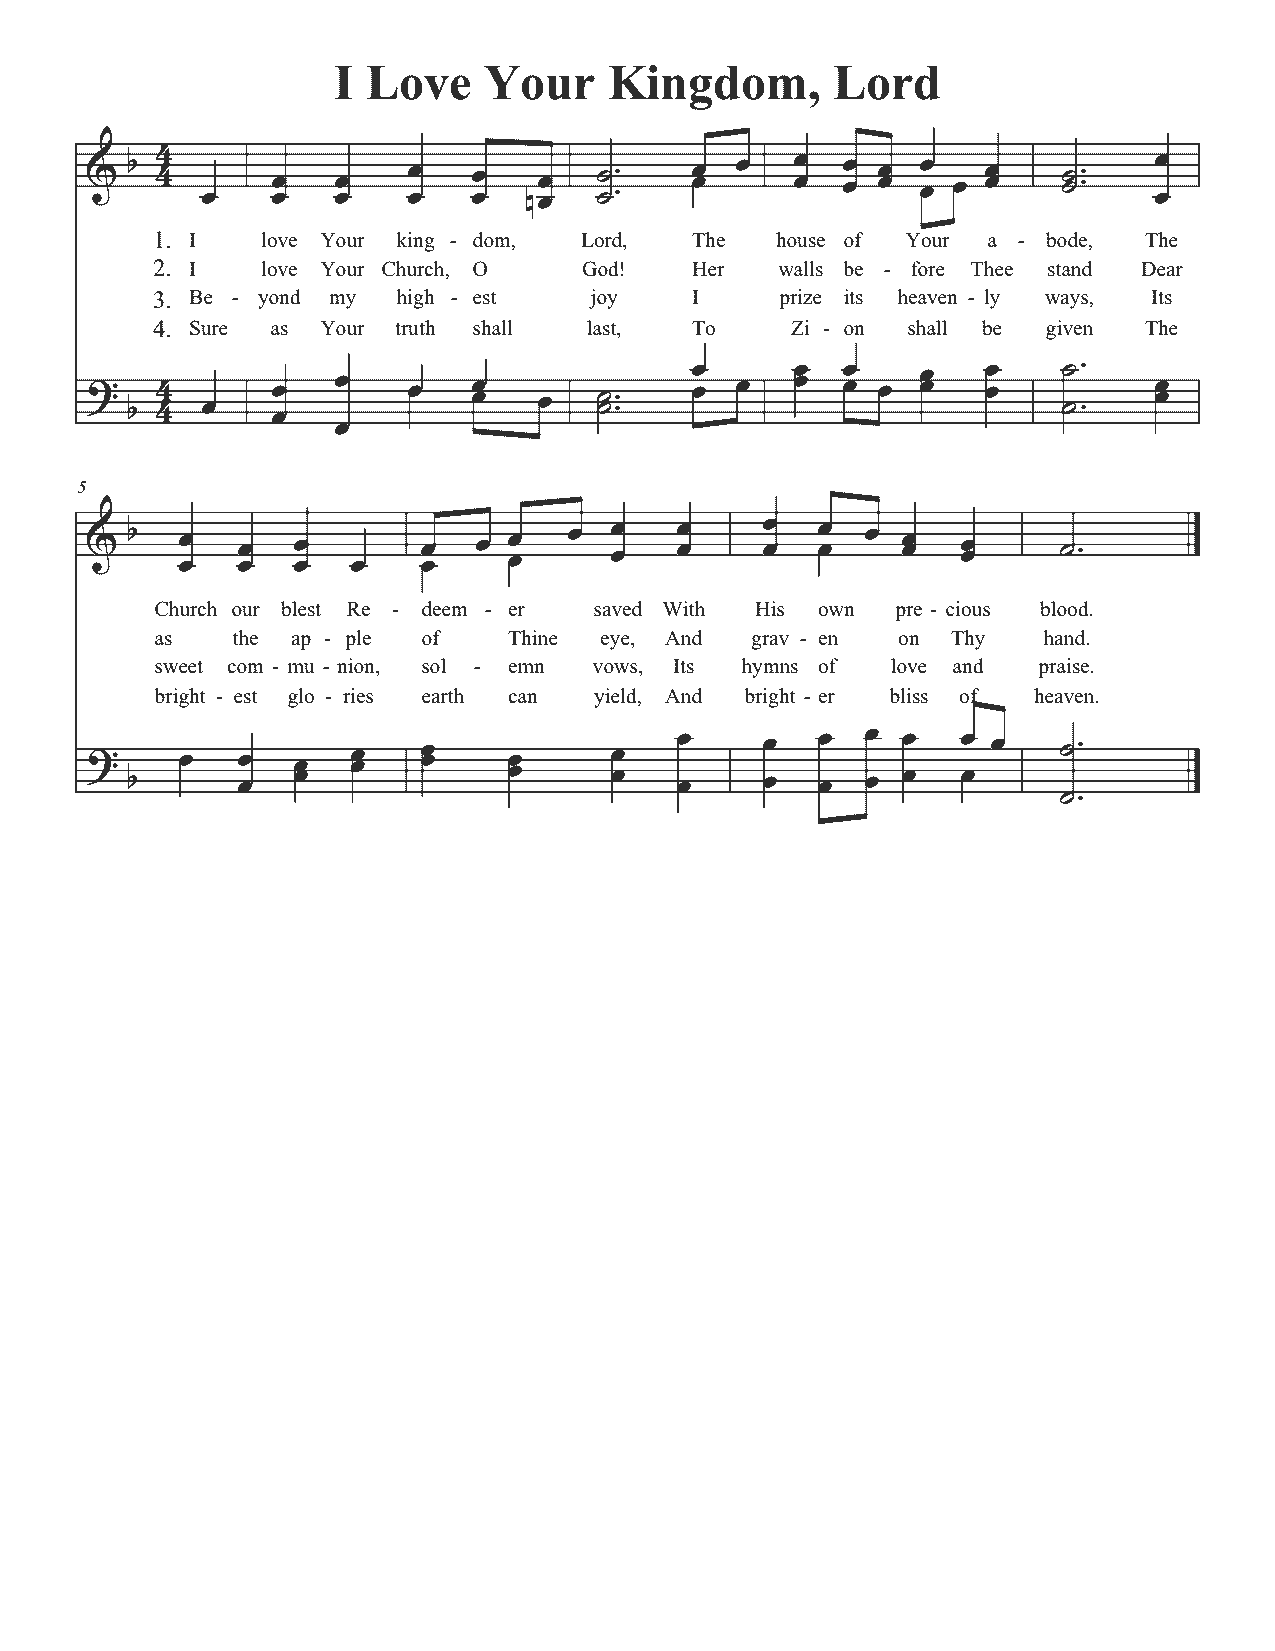 I Love Your Kingdom, Lord
4 4
1. I love Your king - dom, Lord, The house of Your a - bode, The
2. I love Your Church, O God! Her walls be - fore Thee stand Dear
3. Be - yond my high - est joy I prize its heaven - ly ways, Its
4. Sure as Your truth shall last, To Zi - on shall be given The
4 4
5
Church our blest Re - deem - er saved With His own pre - cious blood.
as the ap - ple of Thine eye, And grav - en on Thy hand.
sweet com - mu - nion, sol - emn vows, Its hymns of love and praise.
bright - est glo - ries earth can yield, And bright - er bliss of heaven.